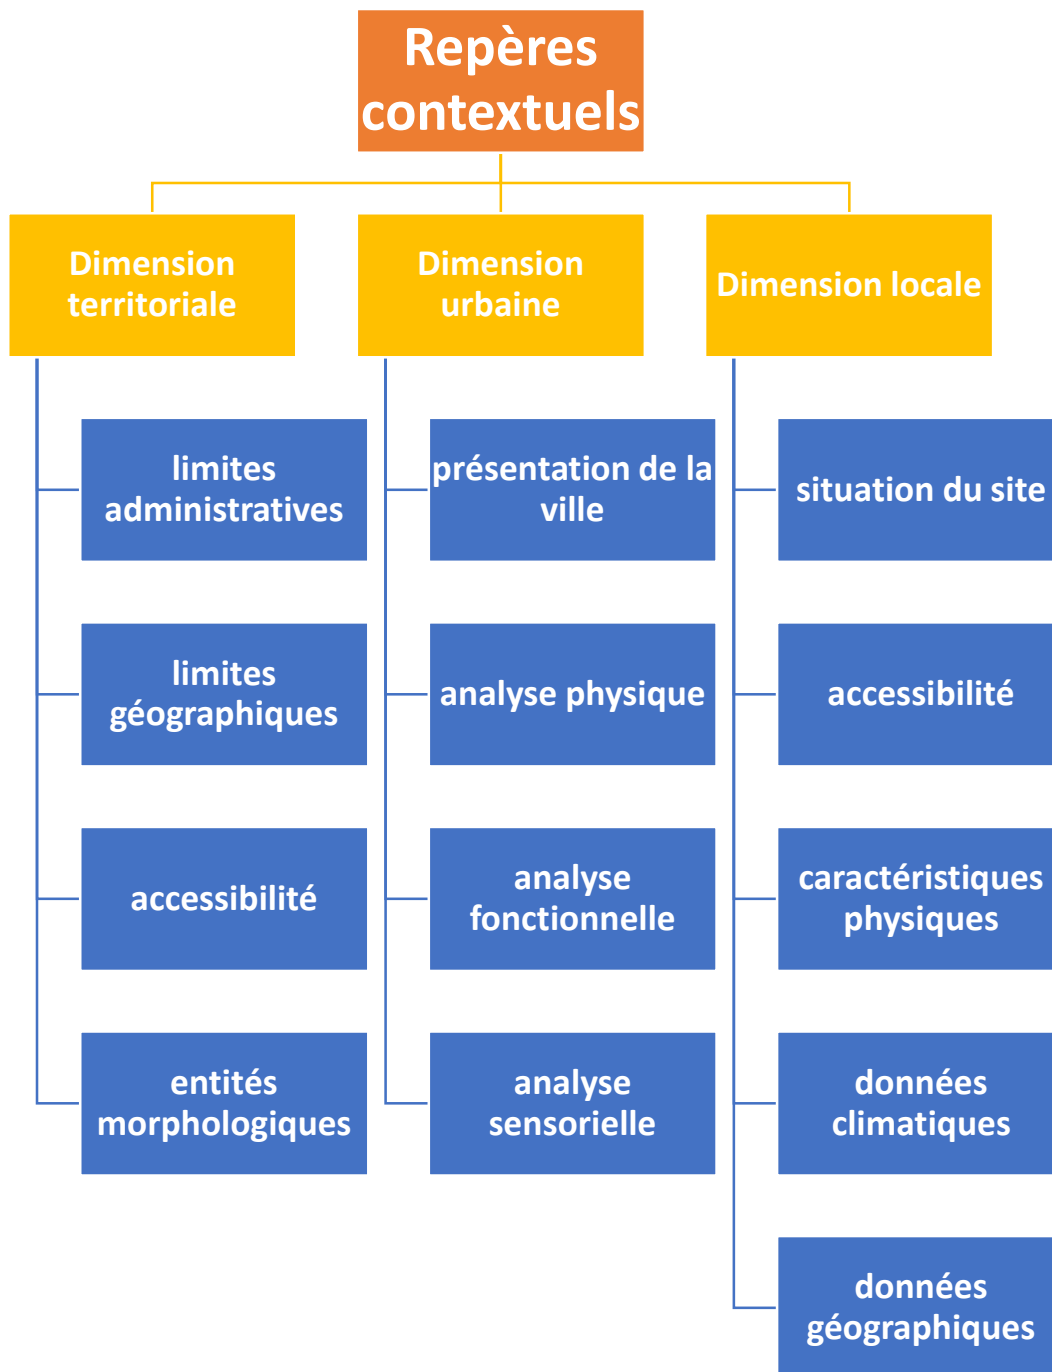 Repères
contextuels
Dimension
territoriale
limites
administratives
limites
géographiques
accessibilité
entités
morphologiques
Dimension
urbaine
présentation de la
ville
analyse physique
analyse
fonctionnelle
analyse
sensorielle
Dimension locale
situation du site
accessibilité
caractéristiques
physiques
données
climatiques
données
géographiques